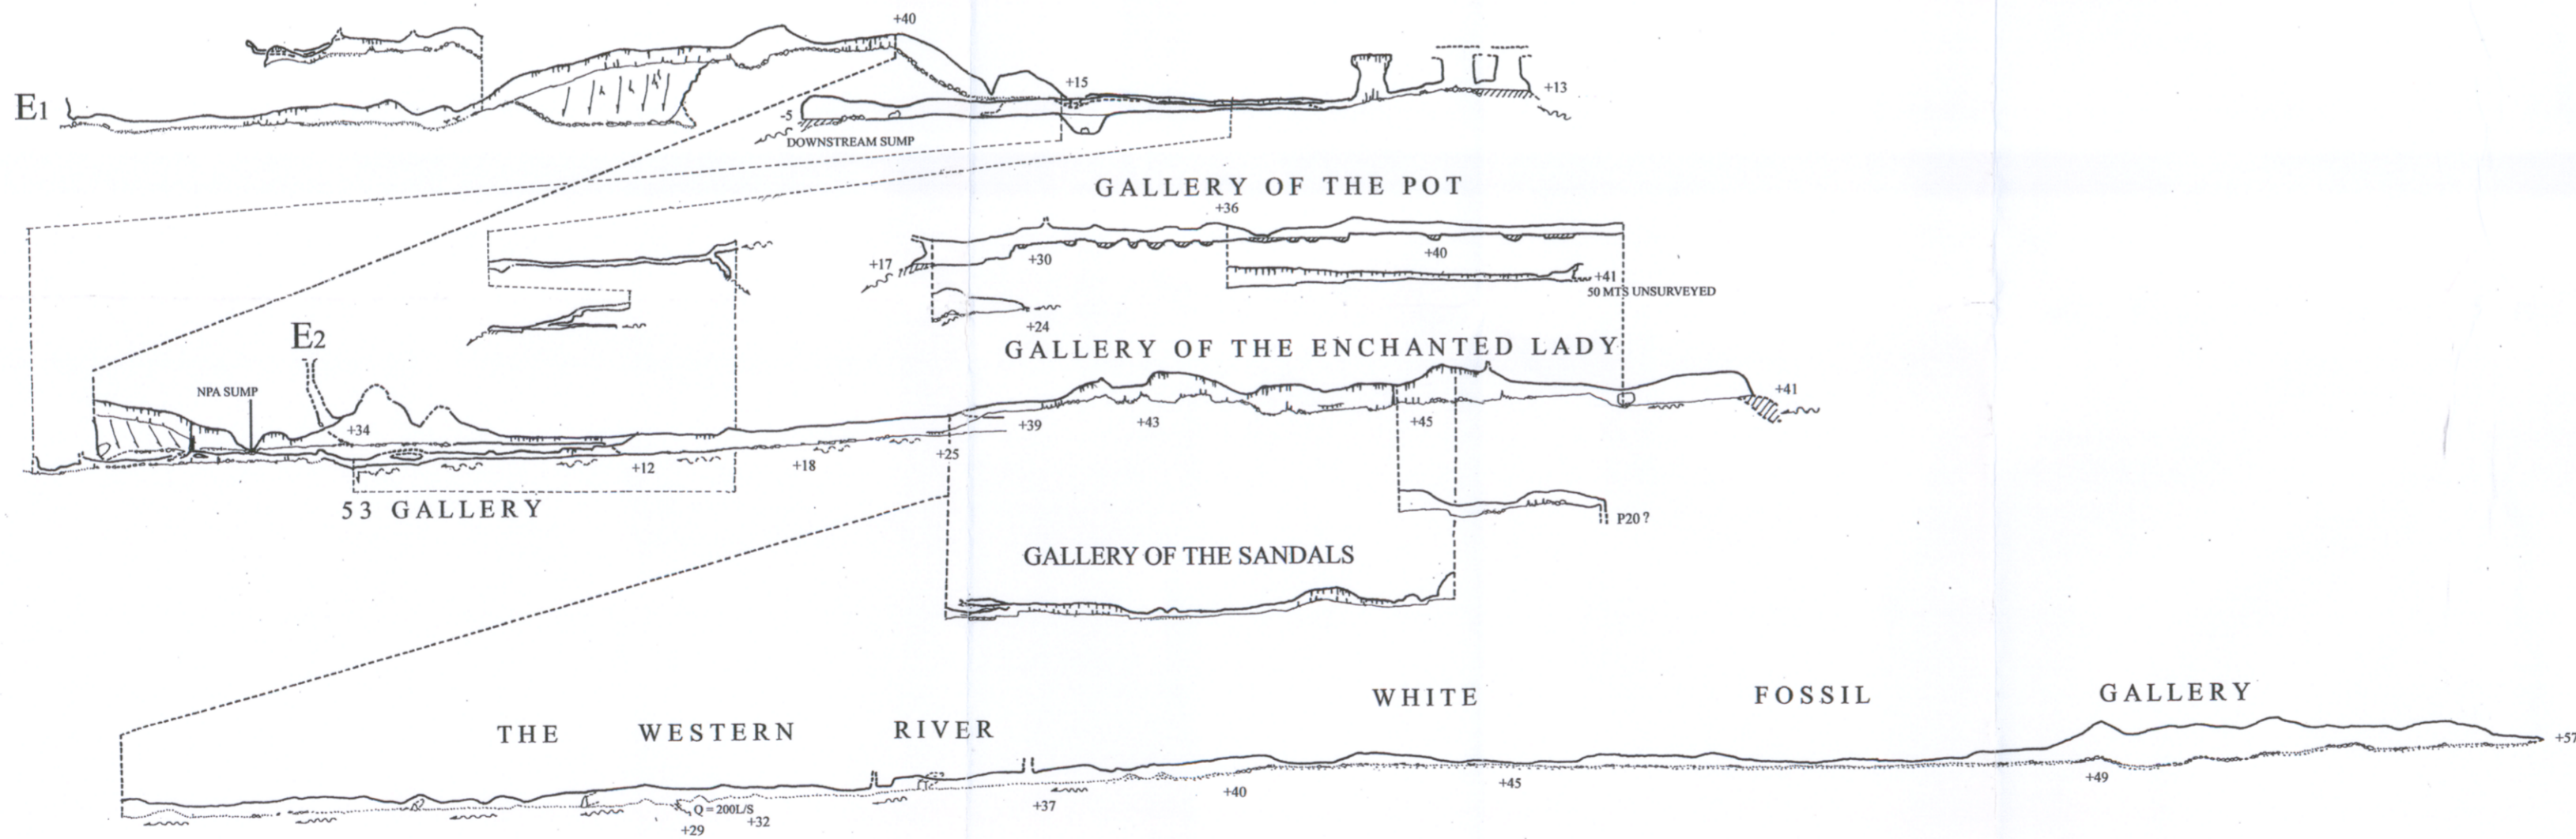 +40
E1
+15
+13
-5
DOWNSTREAM SUMP
GALLERY OF THE POT
+36
+17
+30
+40
+41
50 MTS UNSURVEYED
+24
E2
GALLERY OF THE ENCHANTED LADY
NPA SUMP
+41
+34
+39
+43
+45
+12
+18
+25
53 GALLERY
P20 ?
GALLERY OF THE SANDALS
WHITE FOSSIL GALLERY
THE WESTERN RIVER
+57
+45
+49
+40
+37
Q = 200L/S
+32
+29